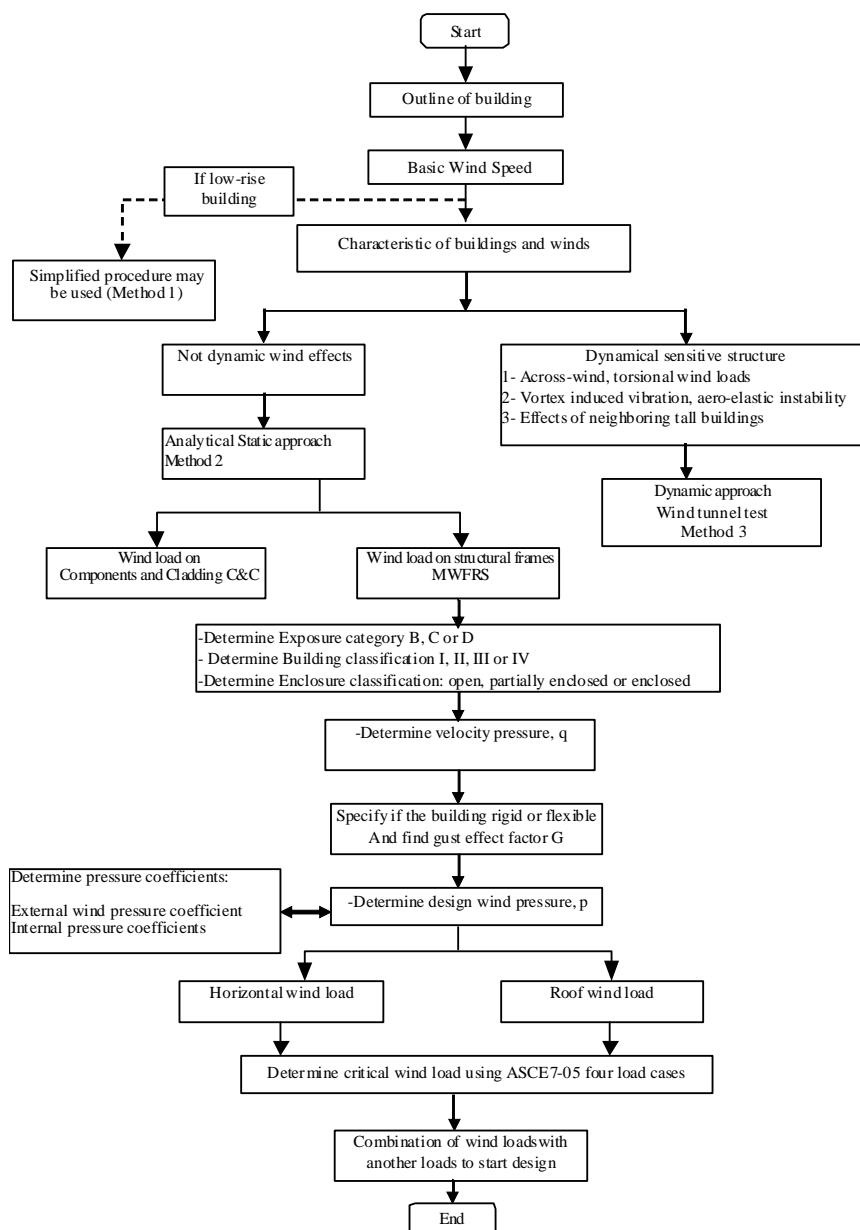 Start
Outline of building
Basic Wind Speed
If low-rise
building
Characteristic of buildings and winds
Simplified procedure may
be used (Method 1)
Not dynamic wind effects
Dynamical sensitive structure
1- Across-wind, torsional wind loads
2- Vortex induced vibration, aero-elastic instability
3- Effects of neighboring tall buildings
Analytical Static approach
Method 2
Dynamic approach
Wind tunnel test
Method 3
Wind load on
Components and Cladding C&C
Wind load on structural frames
MWFRS
-Determine Exposure category B, C or D
- Determine Building classification I, II, III or IV
-Determine Enclosure classification: open, partially enclosed or enclosed
-Determine velocity pressure, q
Specify if the building rigid or flexible
And find gust effect factor G
Determine pressure coefficients:
External wind pressure coefficient
Internal pressure coefficients
-Determine design wind pressure, p
Horizontal wind load
Roof wind load
Determine critical wind load using ASCE7-05 four load cases
Combination of wind loads with
another loads to start design
End